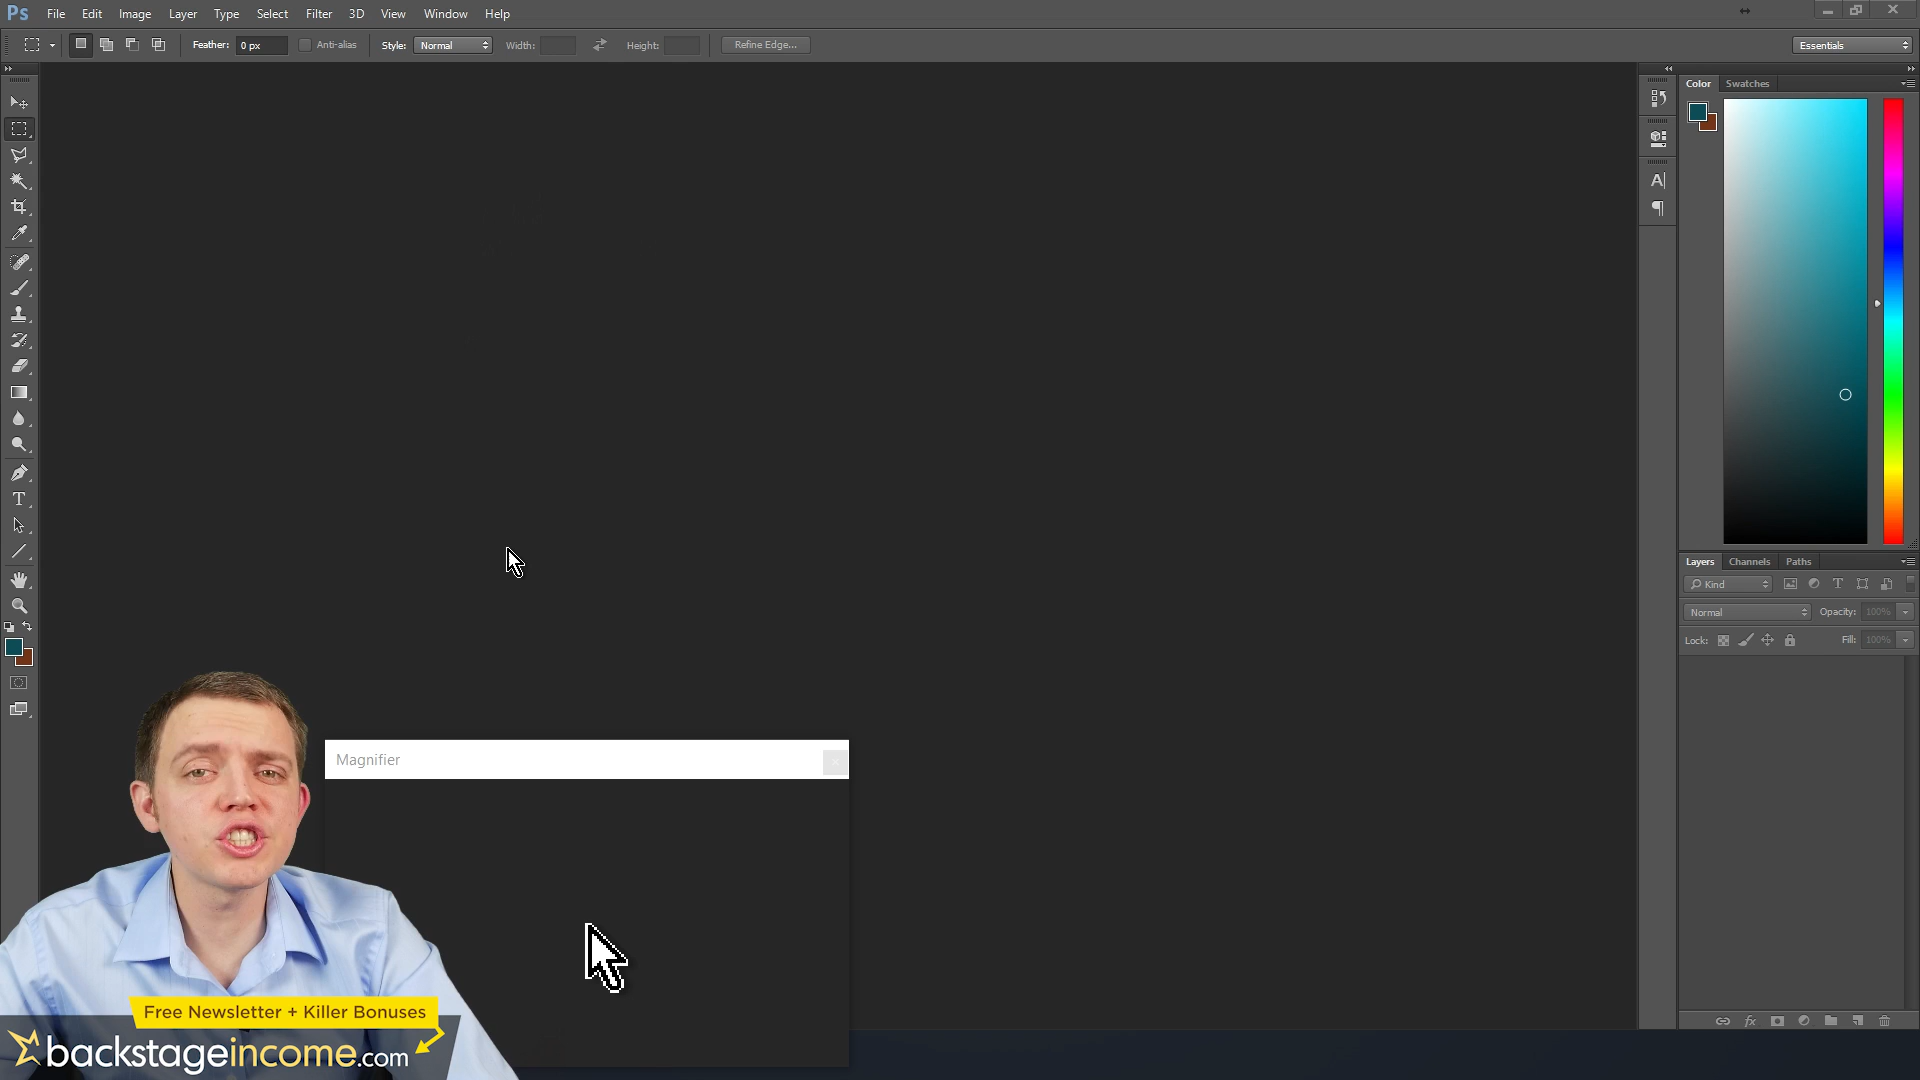 Ps File Edit Image Layer Type Select Filter 3D View Window Help
Feather: 0 px Anti-alias Style: Normal Width: Height: Refine Edge... Essentials
Color Swatches
Layers Channels Paths
Kind
Normal Opacity: 100%
Lock: Fill: 100%
Magnifier
Free Newsletter + Killer Bonuses
backstageincome.com